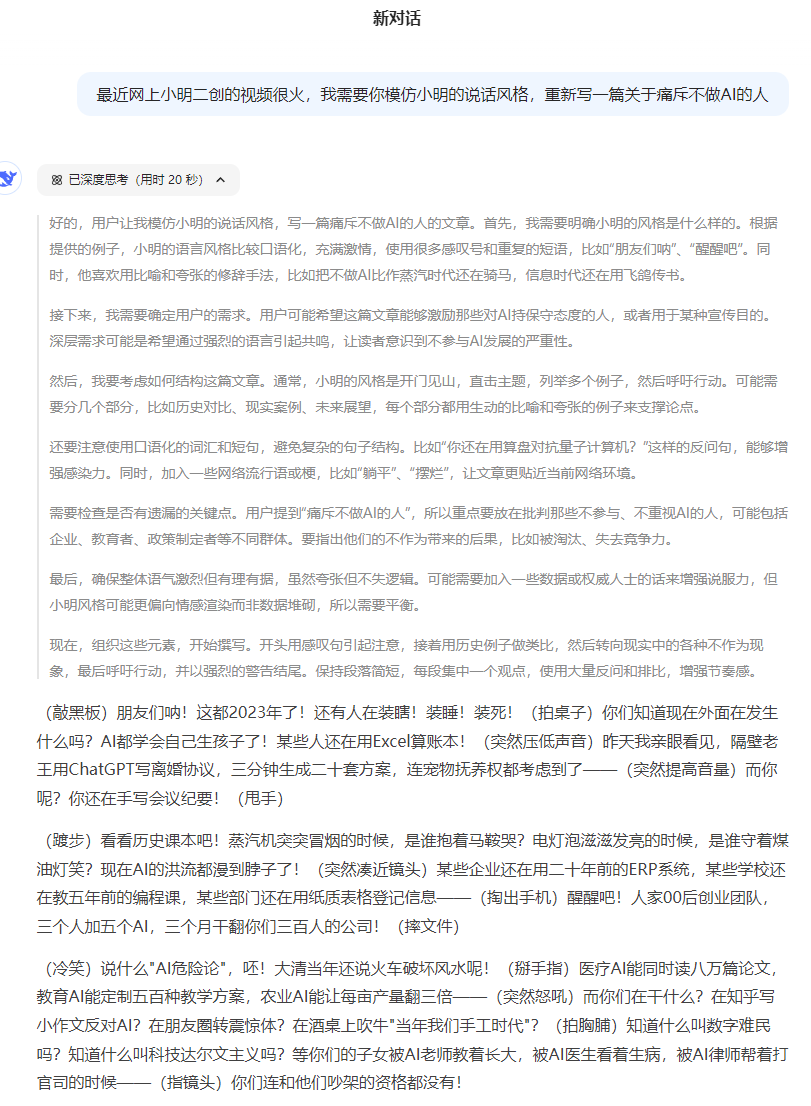 新对话
最近网上小明二创的视频很火，我需要你模仿小明的说话风格，重新写一篇关于痛斥不做AI的人
已深度思考（用时 20 秒）
好的，用户让我模仿小明的说话风格，写一篇痛斥不做AI的人的文章。首先，我需要明确小明的风格是什么样的。根据
提供的例子，小明的语言风格比较口语化，充满激情，使用很多感叹号和重复的短语，比如“朋友们呐”、“醒醒吧”。同
时，他喜欢用比喻和夸张的修辞手法，比如把不做AI比作蒸汽时代还在骑马，信息时代还在用飞鸽传书。
接下来，我需要确定用户的需求。用户可能希望这篇文章能够激励那些对AI持保守态度的人，或者用于某种宣传目的。
深层需求可能是希望通过强烈的语言引起共鸣，让读者意识到不参与AI发展的严重性。
然后，我要考虑如何结构这篇文章。通常，小明的风格是开门见山，直击主题，列举多个例子，然后呼吁行动。可能需
要分几个部分，比如历史对比、现实案例、未来展望，每个部分都用生动的比喻和夸张的例子来支撑论点。
还要注意使用口语化的词汇和短句，避免复杂的句子结构。比如“你还在用算盘对抗量子计算机？”这样的反问句，能够增
强感染力。同时，加入一些网络流行语或梗，比如“躺平”、“摆烂”，让文章更贴近当前网络环境。
需要检查是否有遗漏的关键点。用户提到“痛斥不做AI的人”，所以重点要放在批判那些不参与、不重视AI的人，可能包括
企业、教育者、政策制定者等不同群体。要指出他们的不作为带来的后果，比如被淘汰、失去竞争力。
最后，确保整体语气激烈但有理有据，虽然夸张但不失逻辑。可能需要加入一些数据或权威人士的话来增强说服力，但
小明风格可能更偏向情感渲染而非数据堆砌，所以需要平衡。
现在，组织这些元素，开始撰写。开头用感叹句引起注意，接着用历史例子做类比，然后转向现实中的各种不作为现
象，最后呼吁行动，并以强烈的警告结尾。保持段落简短，每段集中一个观点，使用大量反问和排比，增强节奏感。
（敲黑板）朋友们呐！这都2023年了！还有人在装瞎！装睡！装死！（拍桌子）你们知道现在外面在发生
什么吗？AI都学会自己生孩子了！某些人还在用Excel算账本！（突然压低声音）昨天我亲眼看见，隔壁老
王用ChatGPT写离婚协议，三分钟生成二十套方案，连宠物抚养权都考虑到了——（突然提高音量）而你
呢？你还在手写会议纪要！（甩手）
（踱步）看看历史课本吧！蒸汽机突突冒烟的时候，是谁抱着马鞍哭？电灯泡滋滋发亮的时候，是谁守着煤
油灯笑？现在AI的洪流都漫到脖子了！（突然凑近镜头）某些企业还在用二十年前的ERP系统，某些学校还
在教五年前的编程课，某些部门还在用纸质表格登记信息——（掏出手机）醒醒吧！人家00后创业团队，
三个人加五个AI，三个月干翻你们三百人的公司！（摔文件）
（冷笑）说什么"AI危险论"，呸！大清当年还说火车破坏风水呢！（掰手指）医疗AI能同时读八万篇论文，
教育AI能定制五百种教学方案，农业AI能让每亩产量翻三倍——（突然怒吼）而你们在干什么？在知乎写
小作文反对AI？在朋友圈转震惊体？在酒桌上吹牛"当年我们手工时代"？（拍胸脯）知道什么叫数字难民
吗？知道什么叫科技达尔文主义吗？等你们的子女被AI老师教着长大，被AI医生看着生病，被AI律师帮着打
官司的时候——（指镜头）你们连和他们吵架的资格都没有！